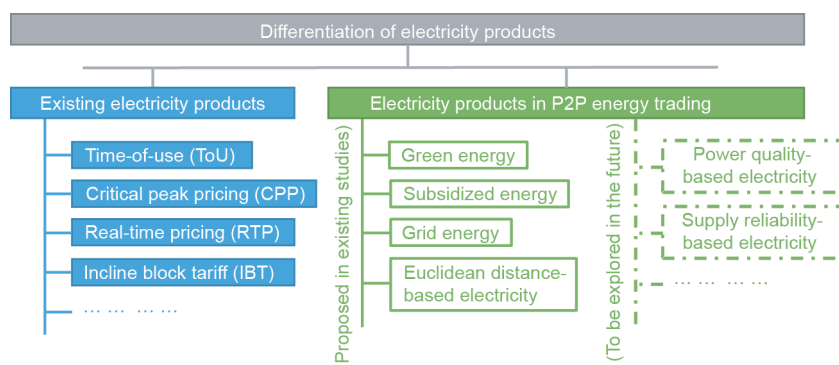 Differentiation of electricity products
Existing electricity products
Time-of-use (ToU)
Critical peak pricing (CPP)
Real-time pricing (RTP)
Incline block tariff (IBT)
... ... ... ...
Electricity products in P2P energy trading
Proposed in existing studies)
Green energy
Subsidized energy
Grid energy
Euclidean distance-
based electricity
(To be explored in the future)
Power quality-
based electricity
Supply reliability-
based electricity
... ... ... ...